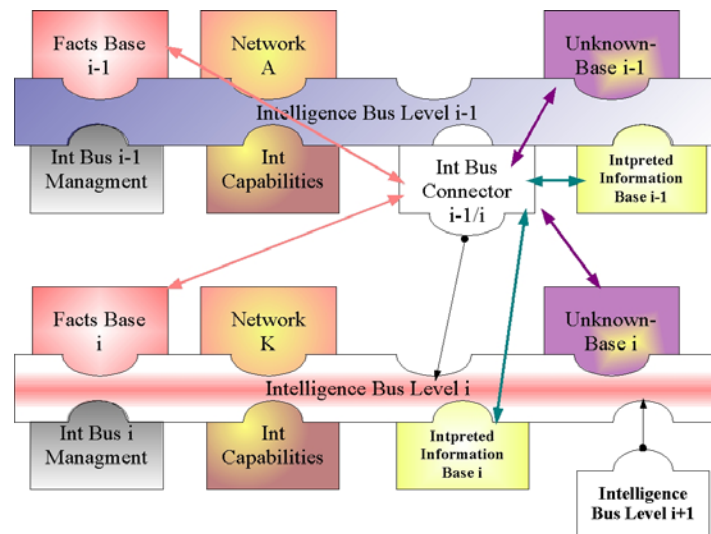 Facts Base
i-1
Network
A
Unknown-
Base i-1
Intelligence Bus Level i-1
Int Bus i-1
Managment
Int
Capabilities
Int Bus
Connector
i-1/i
Intpreted
Information
Base i-1
Facts Base
i
Network
K
Unknown-
Base i
Intelligence Bus Level i
Int Bus i
Managment
Int
Capabilities
Intpreted
Information
Base i
Intelligence
Bus Level i+1